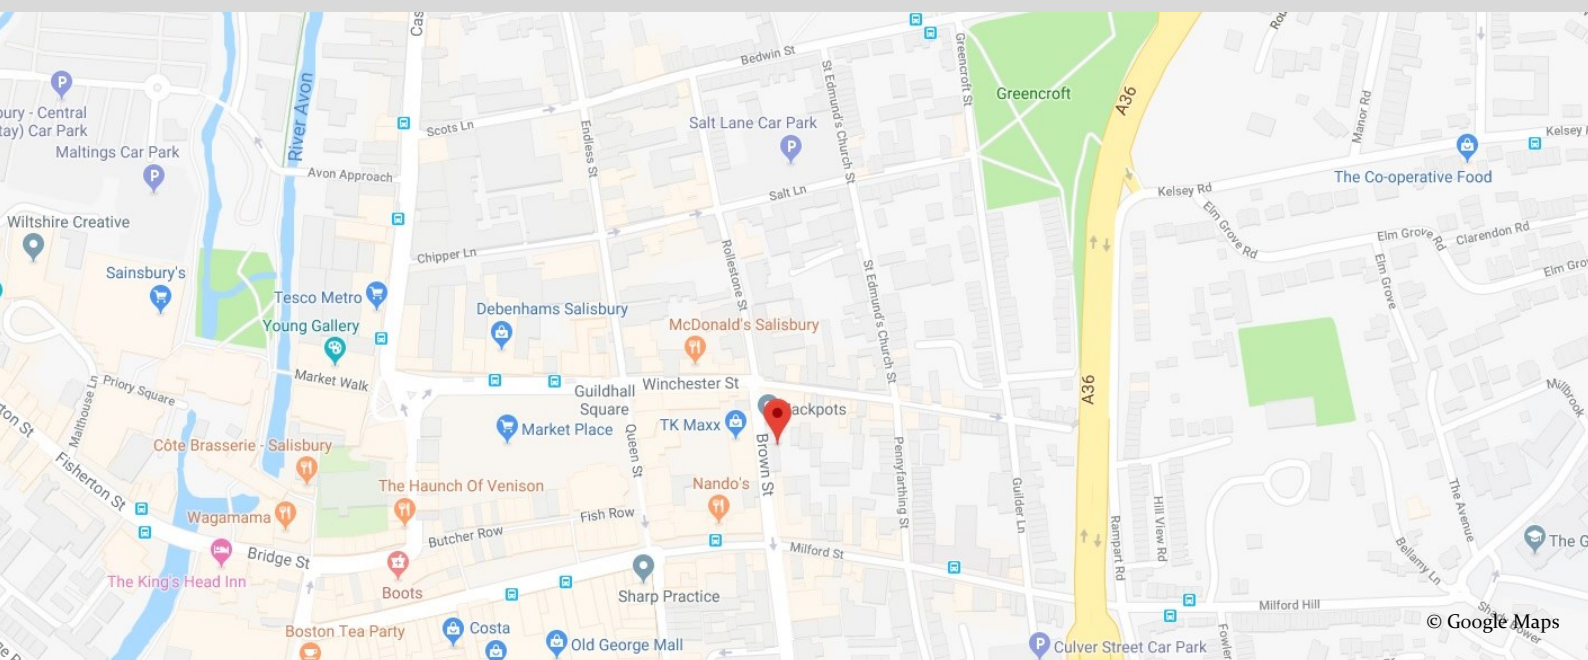 Bedwin St
Greencroft St
Greencroft
A36
Manor Rd
Kelsey
River Avon
Scots Ln
Endless St
Salt Lane Car Park
St Edmund's Church St
bury - Central
tay) Car Park
Maltings Car Park
Avon Approach
The Co-operative Food
Kelsey Rd
Salt Ln
Wiltshire Creative
Elm Grove Rd
Elm Grove Rd
Clarendon Rd
Chipper Ln
Rollestone St
St Edmund's Church St
Elm Grove
Elm Gro
Sainsbury's
Tesco Metro
Young Gallery
Debenhams Salisbury
McDonald's Salisbury
Market Walk
Priory Square
Malthouse Ln
Guildhall
Square
Winchester St
A36
Millbrook
TK Maxx
Jackpots
Market Place
Queen St
Brown St
Pennyfarthing St
Côte Brasserie - Salisbury
Fisherton St
The Haunch Of Venison
Nando's
Guilder Ln
Hill View Rd
The Avenue
Wagamama
Fish Row
Butcher Row
Bridge St
Milford St
Rampart Rd
Bellamy Ln
The G
The King's Head Inn
Boots
Sharp Practice
Milford Hill
Boston Tea Party
Costa
Old George Mall
Culver Street Car Park
Fowler
© Google Maps